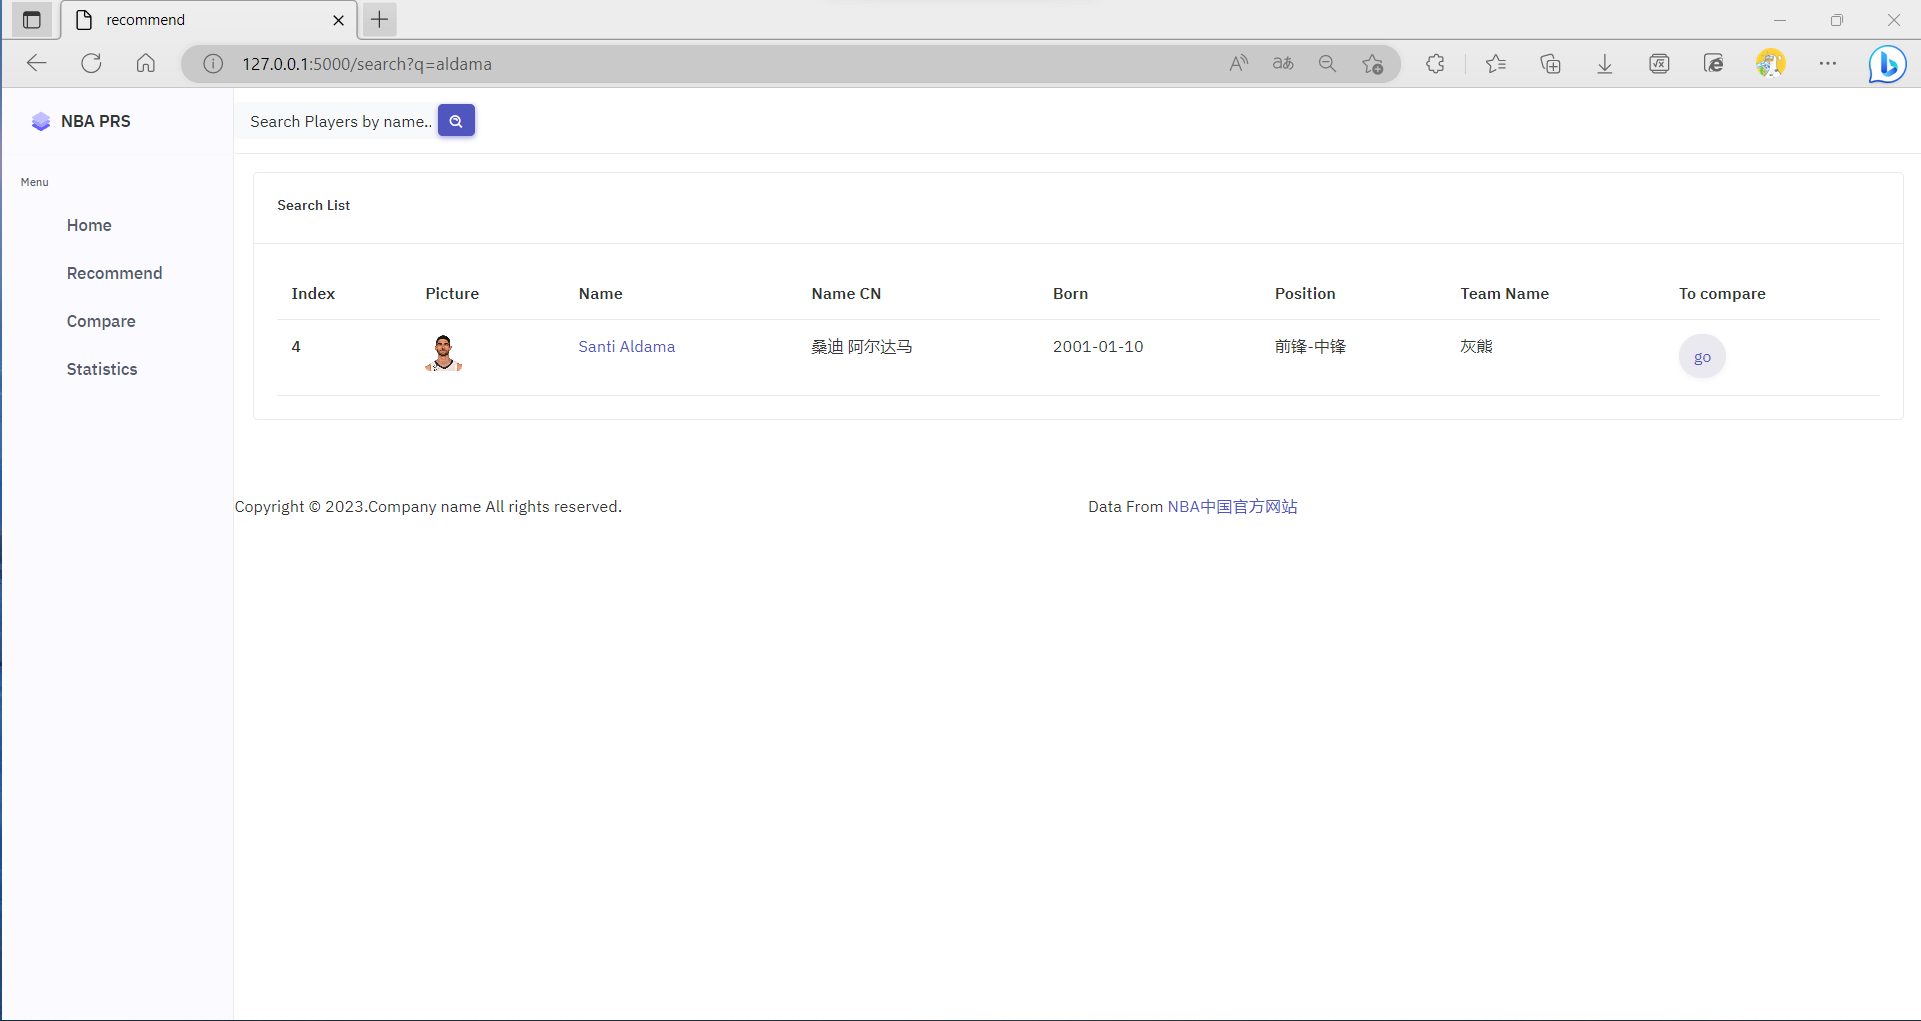 recommend
127.0.0.1:5000/search?q=aldama
NBA PRS
Search Players by name..
Menu
Home
Recommend
Compare
Statistics
Search List
Index Picture Name Name CN Born Position Team Name To compare
4 Santi Aldama 桑迪 阿尔达马 2001-01-10 前锋-中锋 灰熊 go
Copyright © 2023.Company name All rights reserved. Data From NBA中国官方网站